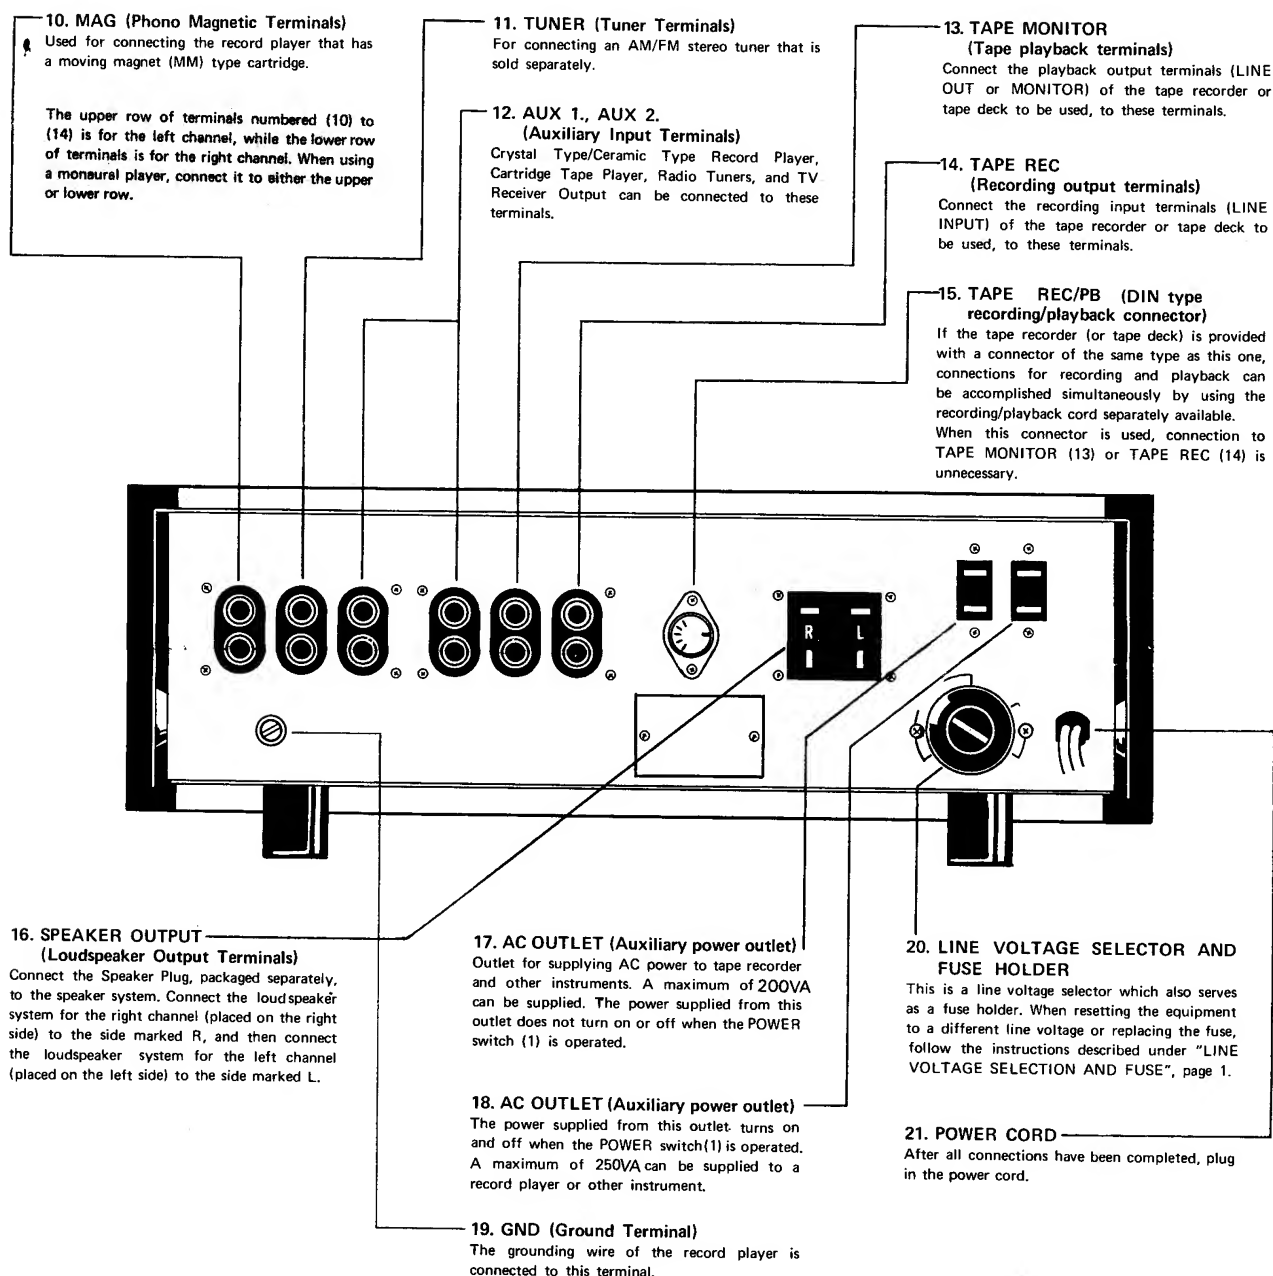 10. MAG (Phono Magnetic Terminals)
Used for connecting the record player that has
a moving magnet (MM) type cartridge.
The upper row of terminals numbered (10) to
(14) is for the left channel, while the lower row
of terminals is for the right channel. When using
a monaural player, connect it to either the upper
or lower row.
11. TUNER (Tuner Terminals)
For connecting an AM/FM stereo tuner that is
sold separately.
12. AUX 1., AUX 2.
(Auxiliary Input Terminals)
Crystal Type/Ceramic Type Record Player,
Cartridge Tape Player, Radio Tuners, and TV
Receiver Output can be connected to these
terminals.
13. TAPE MONITOR
(Tape playback terminals)
Connect the playback output terminals (LINE
OUT or MONITOR) of the tape recorder or
tape deck to be used, to these terminals.
14. TAPE REC
(Recording output terminals)
Connect the recording input terminals (LINE
INPUT) of the tape recorder or tape deck to
be used, to these terminals.
15. TAPE REC/PB (DIN type
recording/playback connector)
If the tape recorder (or tape deck) is provided
with a connector of the same type as this one,
connections for recording and playback can
be accomplished simultaneously by using the
recording/playback cord separately available.
When this connector is used, connection to
TAPE MONITOR (13) or TAPE REC (14) is
unnecessary.
R L
16. SPEAKER OUTPUT
(Loudspeaker Output Terminals)
Connect the Speaker Plug, packaged separately,
to the speaker system. Connect the loudspeaker
system for the right channel (placed on the right
side) to the side marked R, and then connect
the loudspeaker system for the left channel
(placed on the left side) to the side marked L.
17. AC OUTLET (Auxiliary power outlet)
Outlet for supplying AC power to tape recorder
and other instruments. A maximum of 200VA
can be supplied. The power supplied from this
outlet does not turn on or off when the POWER
switch (1) is operated.
18. AC OUTLET (Auxiliary power outlet)
The power supplied from this outlet turns on
and off when the POWER switch(1) is operated.
A maximum of 250VA can be supplied to a
record player or other instrument.
19. GND (Ground Terminal)
The grounding wire of the record player is
connected to this terminal.
20. LINE VOLTAGE SELECTOR AND
FUSE HOLDER
This is a line voltage selector which also serves
as a fuse holder. When resetting the equipment
to a different line voltage or replacing the fuse,
follow the instructions described under "LINE
VOLTAGE SELECTION AND FUSE", page 1.
21. POWER CORD
After all connections have been completed, plug
in the power cord.